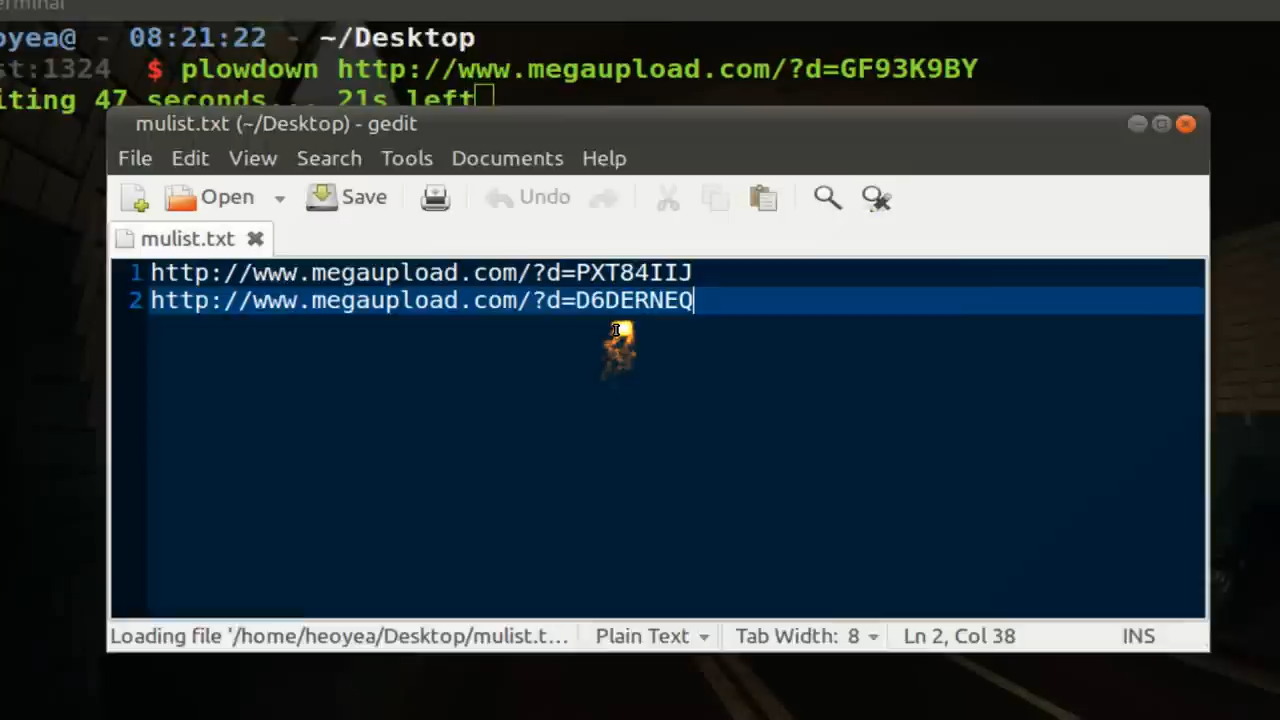 erminal
oyea@ - 08:21:22 - ~/Desktop
st:1324 $ plowdown http://www.megaupload.com/?d=GF93K9BY
iting 47 seconds... 21s left
mulist.txt (~/Desktop) - gedit
File Edit View Search Tools Documents Help
Open Save Undo
mulist.txt
1 http://www.megaupload.com/?d=PXT84IIJ
2 http://www.megaupload.com/?d=D6DERNEQ
Loading file '/home/heoyea/Desktop/mulist.t... Plain Text Tab Width: 8 Ln 2, Col 38 INS